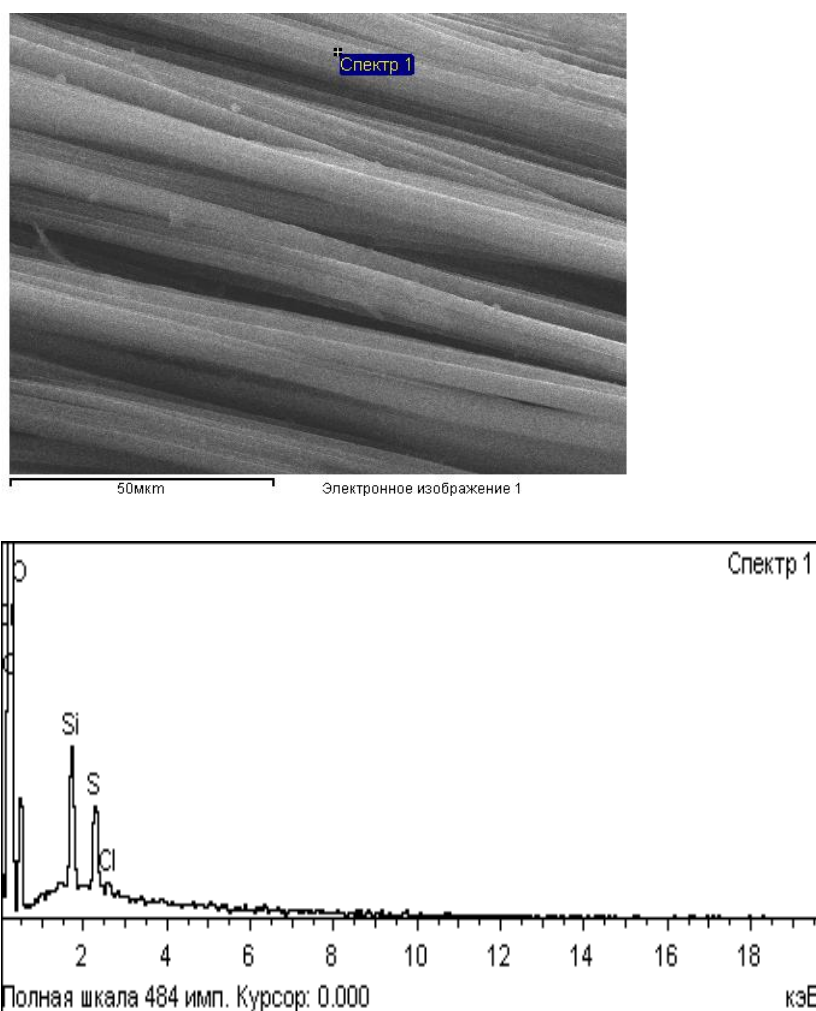 Спектр 1
50мкm
Электронное изображение 1
Спектр 1
O
C
Si
S
Cl
2 4 6 8 10 12 14 16 18
Полная шкала 484 имп. Курсор: 0.000 кэВ